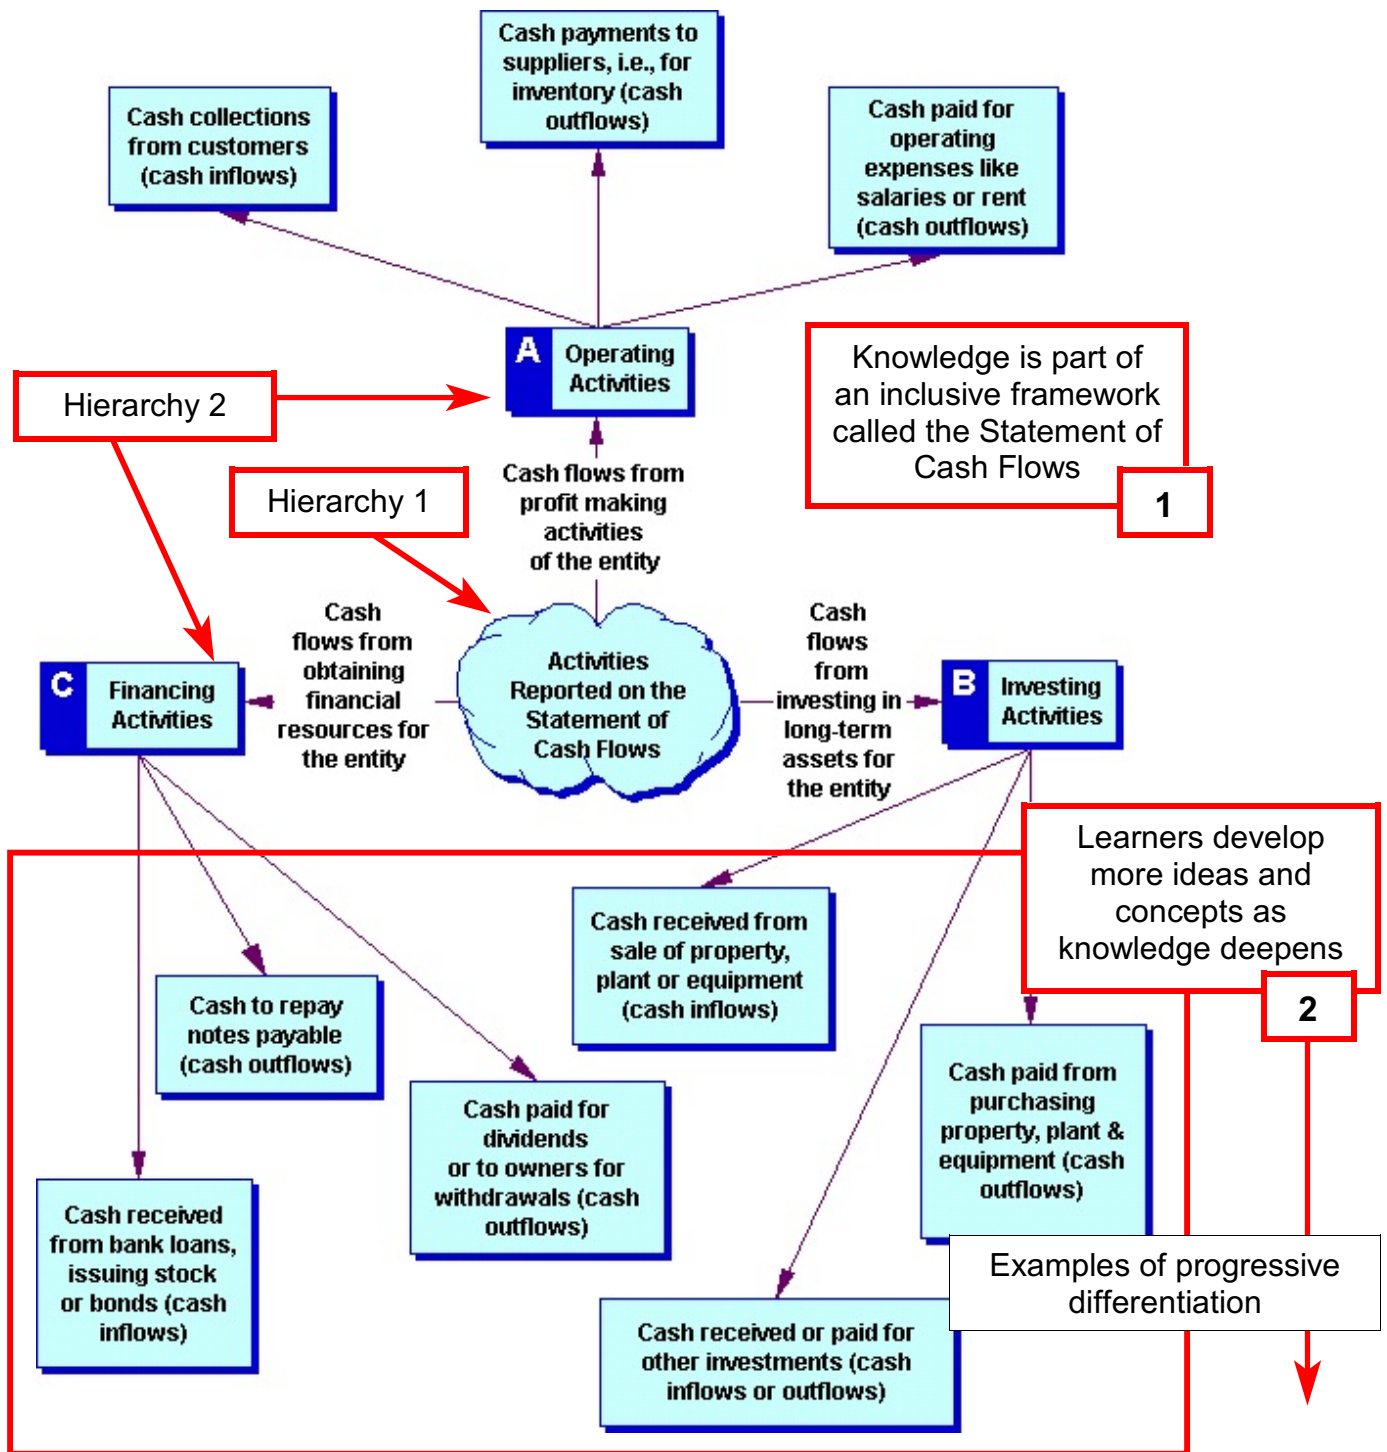 Cash payments to
suppliers, i.e., for
inventory (cash
outflows)
Cash collections
from customers
(cash inflows)
Cash paid for
operating
expenses like
salaries or rent
(cash outflows)
A
Operating
Activities
Knowledge is part of
an inclusive framework
called the Statement of
Cash Flows
1
Hierarchy 2
Hierarchy 1
Cash flows from
profit making
activities
of the entity
Cash
flows from
obtaining
financial
resources for
the entity
Cash
flows
from
investing in
long-term
assets for
the entity
C
Financing
Activities
Activities
Reported on the
Statement of
Cash Flows
B
Investing
Activities
Learners develop
more ideas and
concepts as
knowledge deepens
2
Cash received from
sale of property,
plant or equipment
(cash inflows)
Cash to repay
notes payable
(cash outflows)
Cash paid for
dividends
or to owners for
withdrawals (cash
outflows)
Cash paid from
purchasing
property, plant &
equipment (cash
outflows)
Cash received
from bank loans,
issuing stock
or bonds (cash
inflows)
Examples of progressive
differentiation
Cash received or paid for
other investments (cash
inflows or outflows)